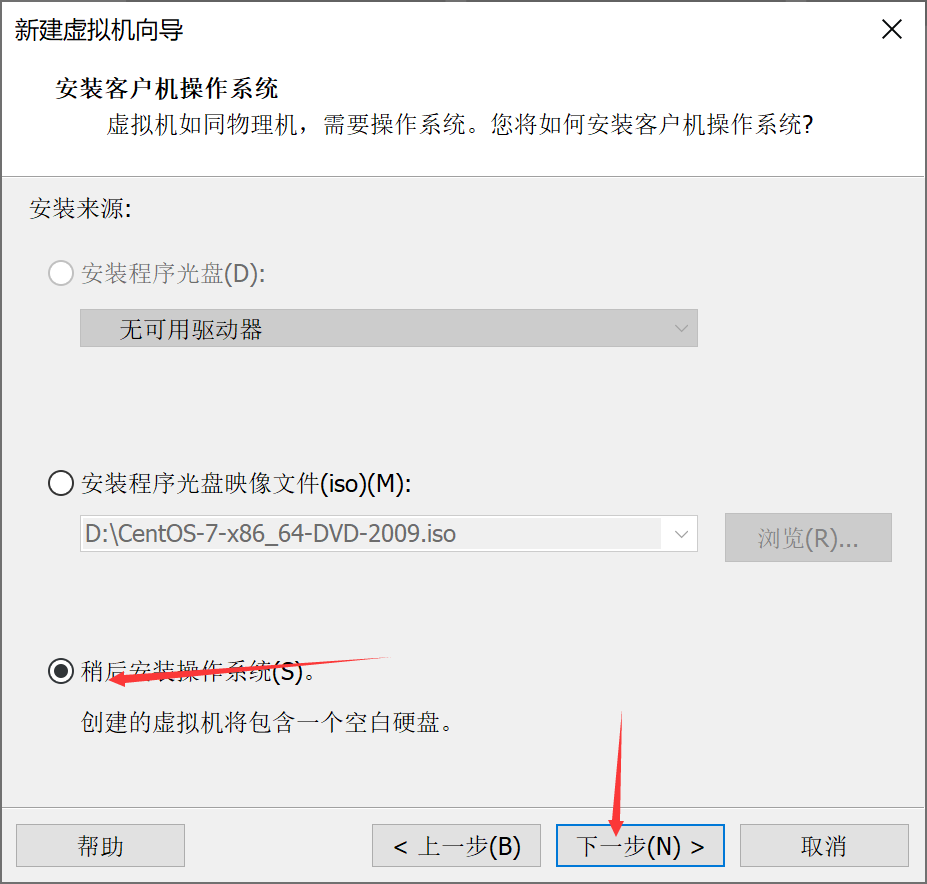 新建虚拟机向导
安装客户机操作系统
虚拟机如同物理机，需要操作系统。您将如何安装客户机操作系统?
安装来源:
安装程序光盘(D):
无可用驱动器
安装程序光盘映像文件(iso)(M):
D:\CentOS-7-x86_64-DVD-2009.iso
浏览(R)...
稍后安装操作系统(S)。
创建的虚拟机将包含一个空白硬盘。
帮助
< 上一步(B)
下一步(N) >
取消